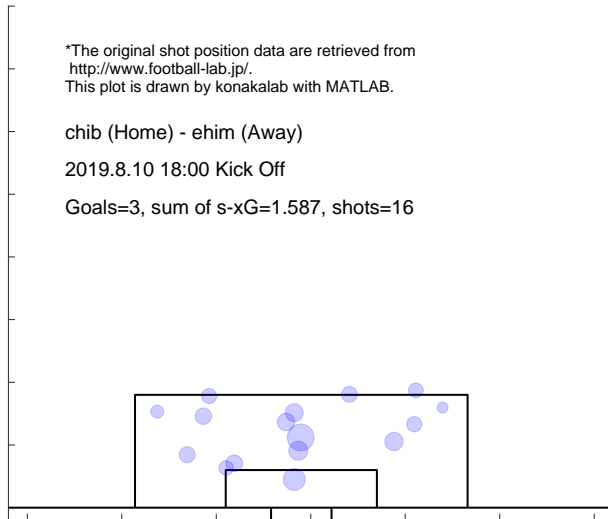 *The original shot position data are retrieved from
http://www.football-lab.jp/.
This plot is drawn by konakalab with MATLAB.
chib (Home) - ehim (Away)
2019.8.10 18:00 Kick Off
Goals=3, sum of s-xG=1.587, shots=16